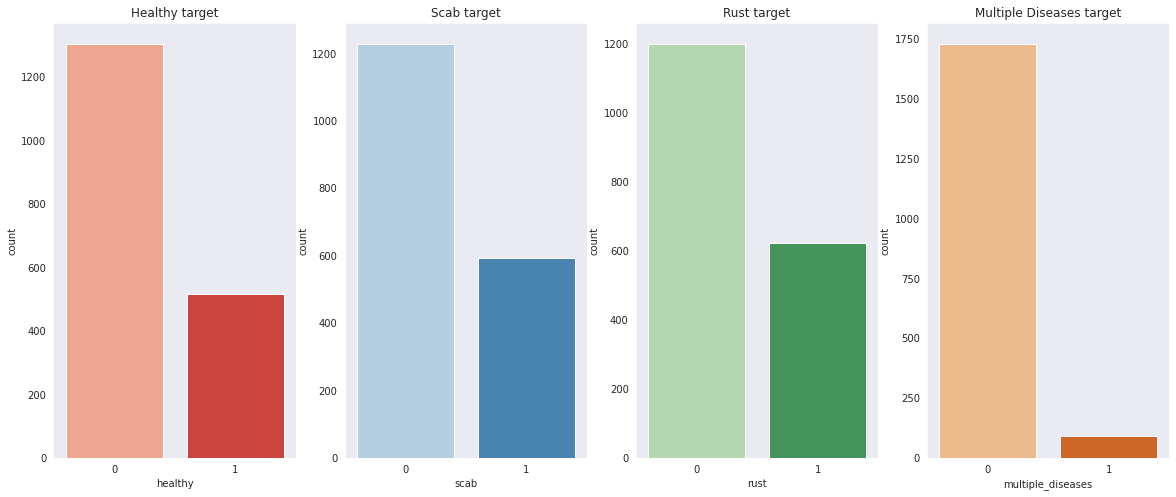 Healthy target
count
1200
1000
800
600
400
200
0
0 1
healthy
Scab target
count
1200
1000
800
600
400
200
0
0 1
scab
Rust target
count
1200
1000
800
600
400
200
0
0 1
rust
Multiple Diseases target
count
1750
1500
1250
1000
750
500
250
0
0 1
multiple_diseases